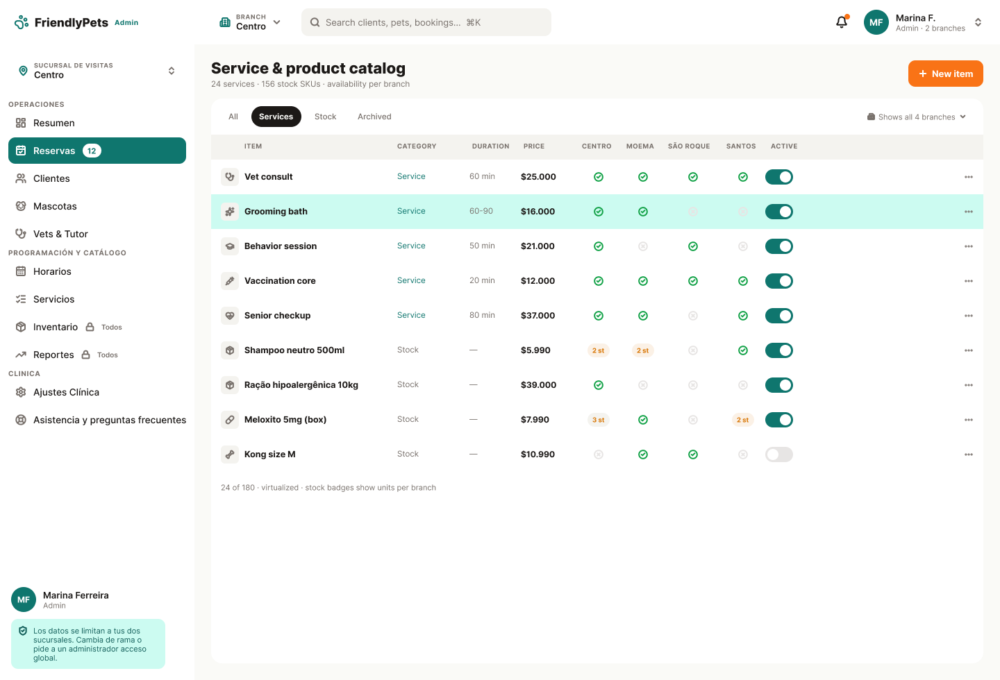 FriendlyPets Admin
BRANCH
Centro
Search clients, pets, bookings... ⌘K
MF
Marina F.
Admin · 2 branches
SUCURSAL DE VISITAS
Centro
OPERACIONES
Resumen
Reservas 12
Clientes
Mascotas
Vets & Tutor
PROGRAMACIÓN Y CATÁLOGO
Horarios
Servicios
Inventario Todos
Reportes Todos
CLINICA
Ajustes Clínica
Asistencia y preguntas frecuentes
MF
Marina Ferreira
Admin
Los datos se limitan a tus dos
sucursales. Cambia de rama o
pide a un administrador acceso
global.
Service & product catalog
24 services · 156 stock SKUs · availability per branch
+ New item
All Services Stock Archived
Shows all 4 branches
ITEM CATEGORY DURATION PRICE CENTRO MOEMA SÃO ROQUE SANTOS ACTIVE
Vet consult Service 60 min $25.000
Grooming bath Service 60-90 $16.000
Behavior session Service 50 min $21.000
Vaccination core Service 20 min $12.000
Senior checkup Service 80 min $37.000
Shampoo neutro 500ml Stock — $5.990 2 st 2 st
Ração hipoalergênica 10kg Stock — $39.000
Meloxito 5mg (box) Stock — $7.990 3 st 2 st
Kong size M Stock — $10.990
24 of 180 · virtualized · stock badges show units per branch